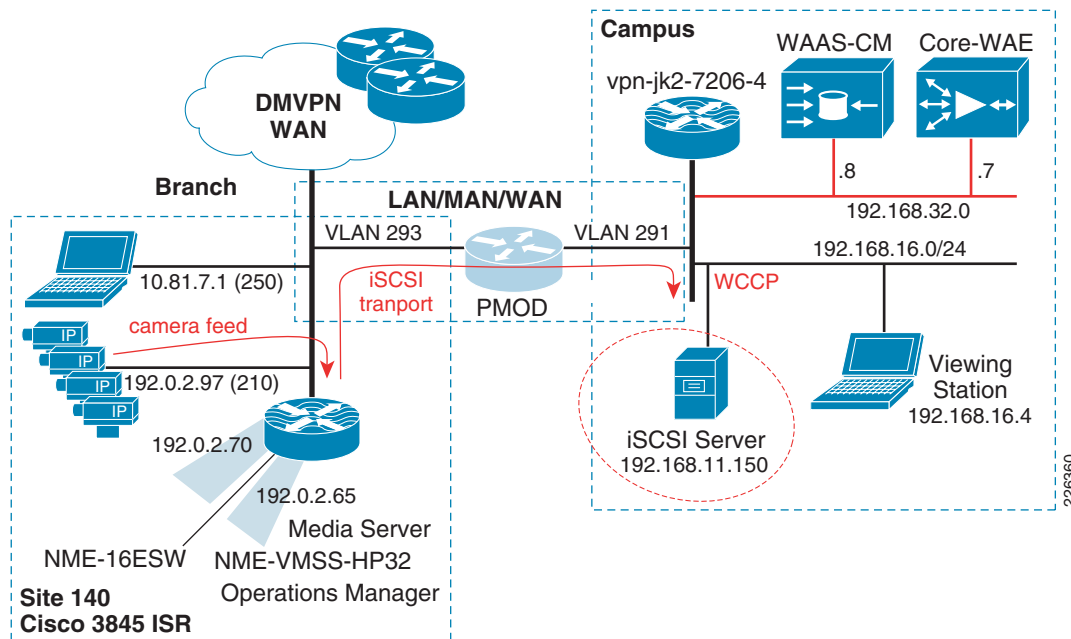 Campus
WAAS-CM
Core-WAE
vpn-jk2-7206-4
DMVPN
WAN
.8
.7
192.168.32.0
Branch
LAN/MAN/WAN
VLAN 293
VLAN 291
192.168.16.0/24
10.81.7.1 (250)
iSCSI
tranport
PMOD
WCCP
camera feed
IP
IP
IP
IP
192.0.2.97 (210)
Viewing
Station
192.168.16.4
iSCSI Server
192.168.11.150
192.0.2.70
192.0.2.65
Media Server
NME-16ESW
NME-VMSS-HP32
Operations Manager
Site 140
Cisco 3845 ISR
226360